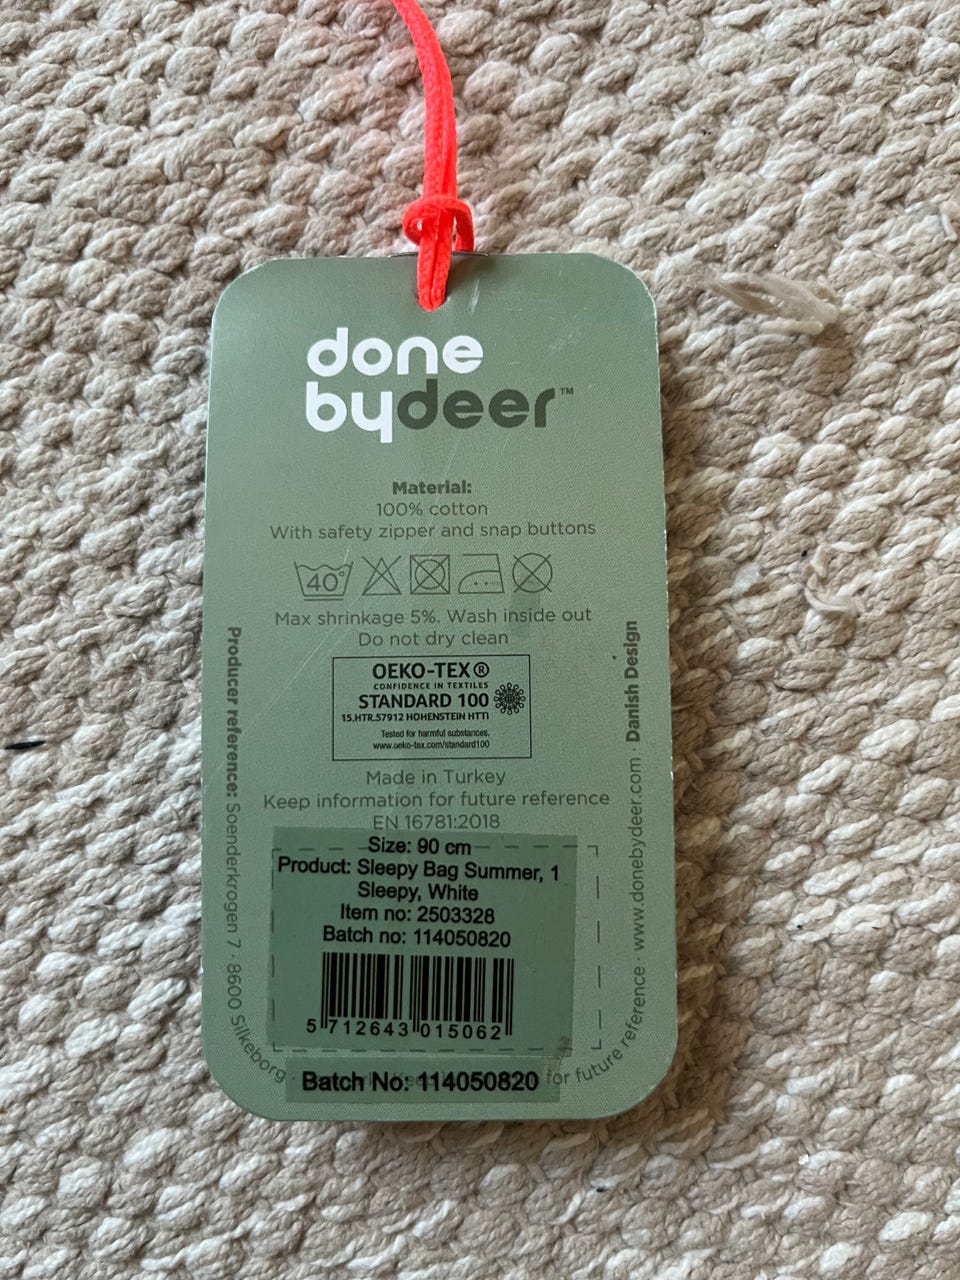 done
bydeer™
Material:
100% cotton
With safety zipper and snap buttons
40°
Max shrinkage 5%. Wash inside out
Do not dry clean
OEKO-TEX®
CONFIDENCE IN TEXTILES
STANDARD 100
15.HTR.57912 HOHENSTEIN HTTI
Tested for harmful substances.
www.oeko-tex.com/standard100
Made in Turkey
Keep information for future reference
EN 16781:2018
Size: 90 cm
Product: Sleepy Bag Summer, 1
Sleepy, White
Item no: 2503328
Batch no: 114050820
5 712643 015062
Batch No: 114050820
Producer reference: Soenderkrogen 7 · 8600 Silkeborg
for future reference · www.donebydeer.com · Danish Design